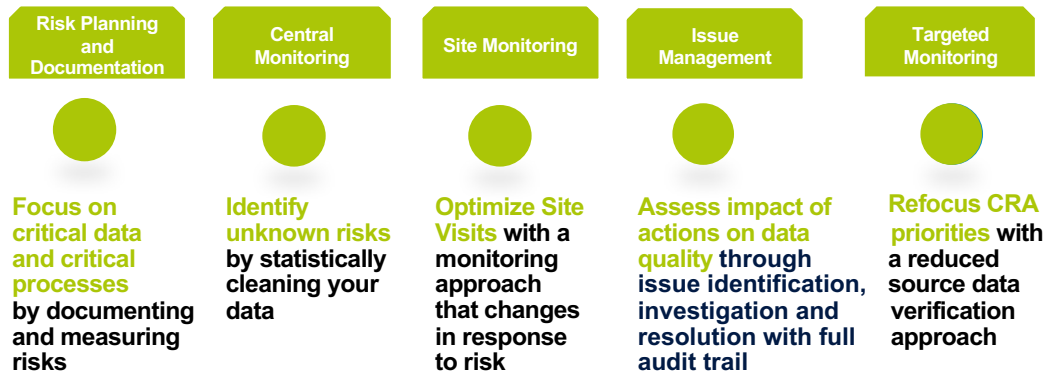 Risk Planning
and
Documentation
Central
Monitoring
Site Monitoring
Issue
Management
Targeted
Monitoring
Focus on
critical data
and critical
processes
by documenting
and measuring
risks
Identify
unknown risks
by statistically
cleaning your
data
Optimize Site
Visits with a
monitoring
approach
that changes
in response
to risk
Assess impact of
actions on data
quality through
issue identification,
investigation and
resolution with full
audit trail
Refocus CRA
priorities with
a reduced
source data
verification
approach